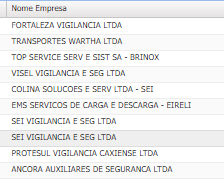 Nome Empresa
FORTALEZA VIGILANCIA LTDA
TRANSPORTES WARTHA LTDA
TOP SERVICE SERV E SIST SA - BRINOX
VISEL VIGILANCIA E SEG LTDA
COLINA SOLUCOES E SERV LTDA - SEI
EMS SERVICOS DE CARGA E DESCARGA - EIRELI
SEI VIGILANCIA E SEG LTDA
SEI VIGILANCIA E SEG LTDA
PROTESUL VIGILANCIA CAXIENSE LTDA
ANCORA AUXILIARES DE SEGURANCA LTDA